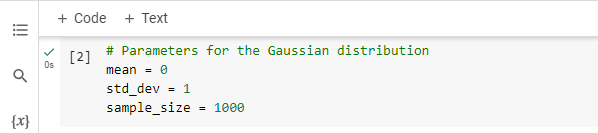 + Code + Text
[2] # Parameters for the Gaussian distribution
0s
mean = 0
std_dev = 1
sample_size = 1000
{x}